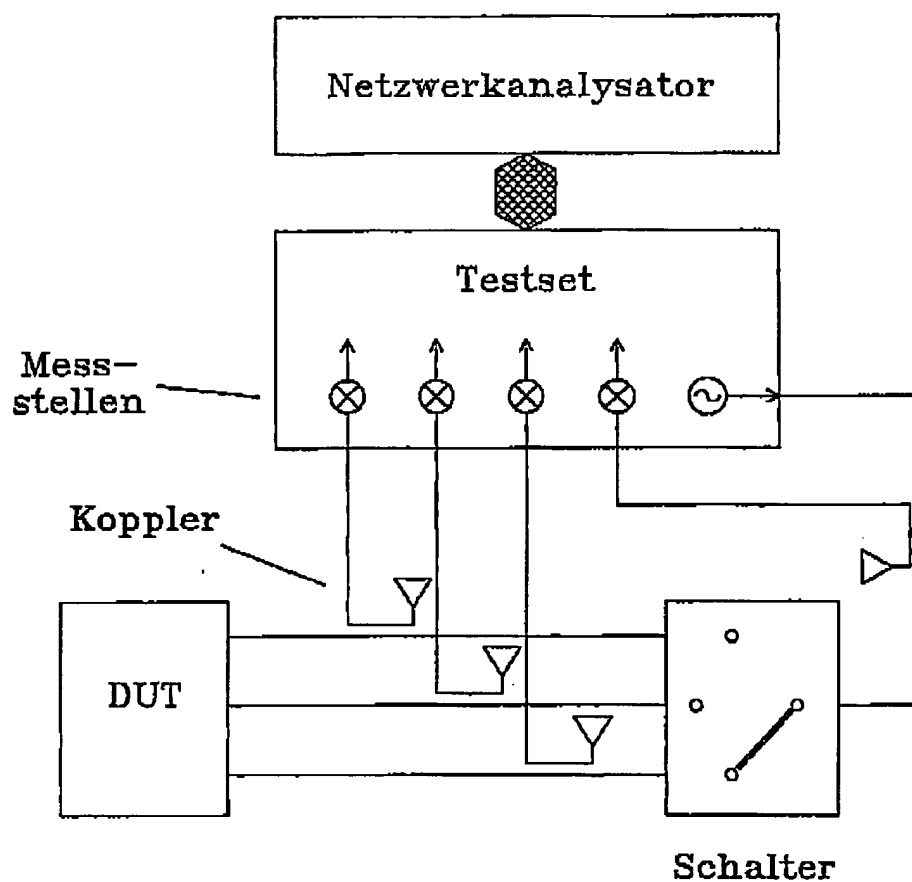 Netzwerkanalysator
Testset
Mess-
stellen
Koppler
DUT
Schalter